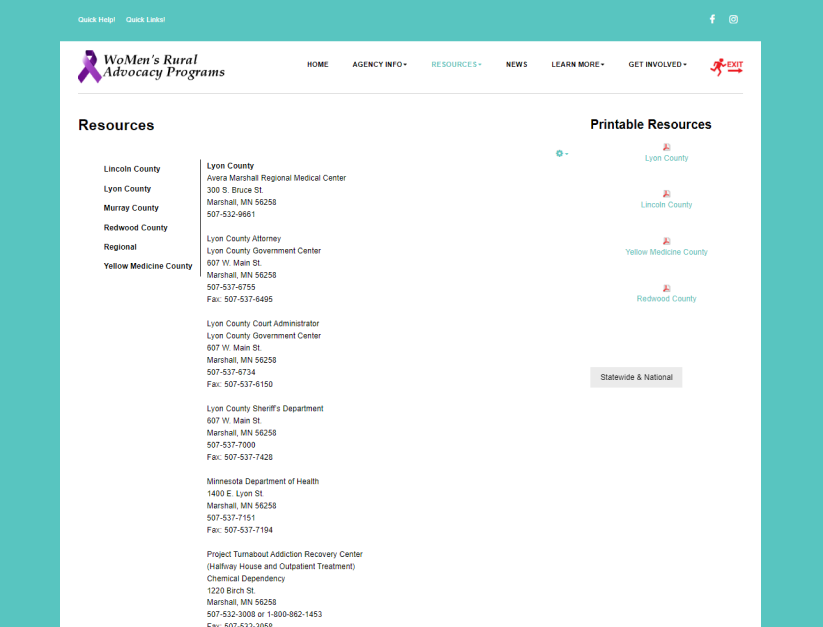 Quick Help! Quick Links!
WoMen's Rural
Advocacy Programs
HOME AGENCY INFO RESOURCES NEWS LEARN MORE GET INVOLVED EXIT
Resources
Lincoln County
Lyon County
Murray County
Redwood County
Regional
Yellow Medicine County
Lyon County
Avera Marshall Regional Medical Center
300 S. Bruce St.
Marshall, MN 56258
507-532-9661
Lyon County Attorney
Lyon County Government Center
607 W. Main St.
Marshall, MN 56258
507-537-6755
Fax: 507-537-6495
Lyon County Court Administrator
Lyon County Government Center
607 W. Main St.
Marshall, MN 56258
507-537-6734
Fax: 507-537-6150
Lyon County Sheriff's Department
607 W. Main St.
Marshall, MN 56258
507-537-7000
Fax: 507-537-7428
Minnesota Department of Health
1400 E. Lyon St.
Marshall, MN 56258
507-537-7151
Fax: 507-537-7194
Project Turnabout Addiction Recovery Center
(Halfway House and Outpatient Treatment)
Chemical Dependency
1220 Birch St.
Marshall, MN 56258
507-532-3008 or 1-800-862-1453
Fax: 507-532-3058
Printable Resources
Lyon County
Lincoln County
Yellow Medicine County
Redwood County
Statewide & National